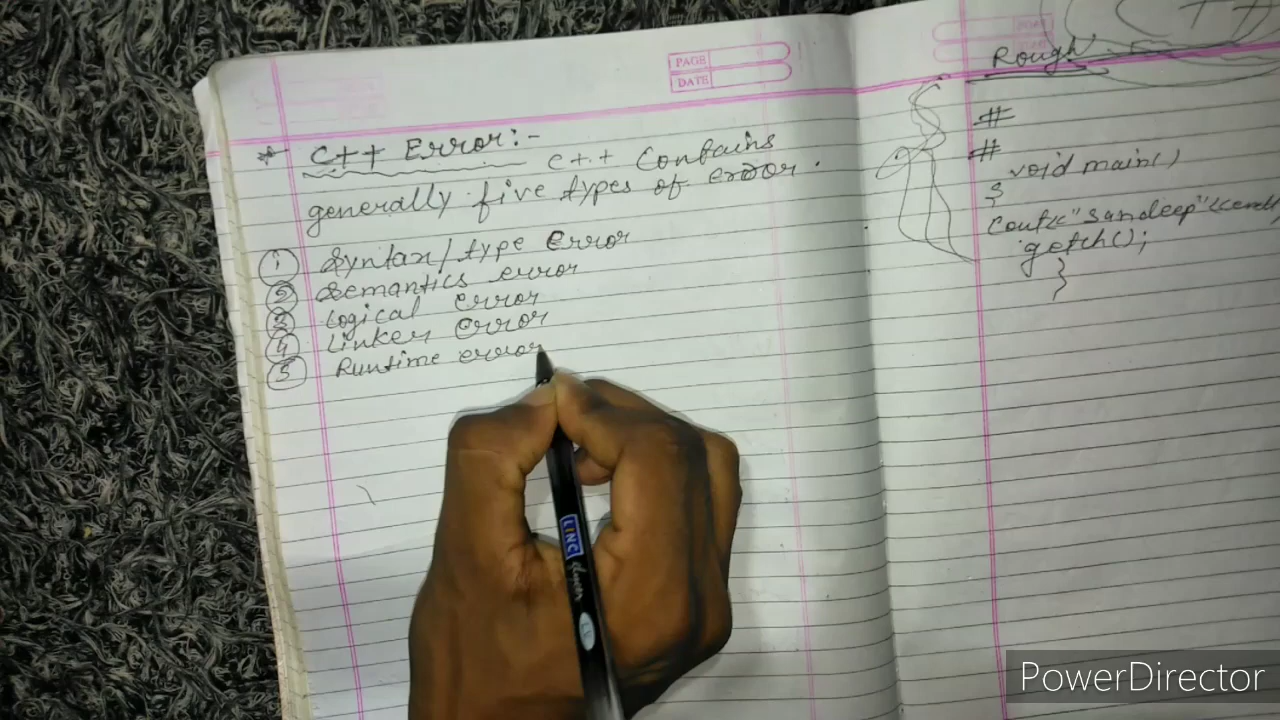 PAGE
DATE
* C++ Error:-
C++ Contains
generally five types of error.
① Syntax/type Error
② Semantics error
③ Logical error
④ Linker Error
⑤ Runtime error
C++
Rough
#
#
void main()
{
Cout<<"Sandeep"<<endl
getch();
}
LINC
PowerDirector